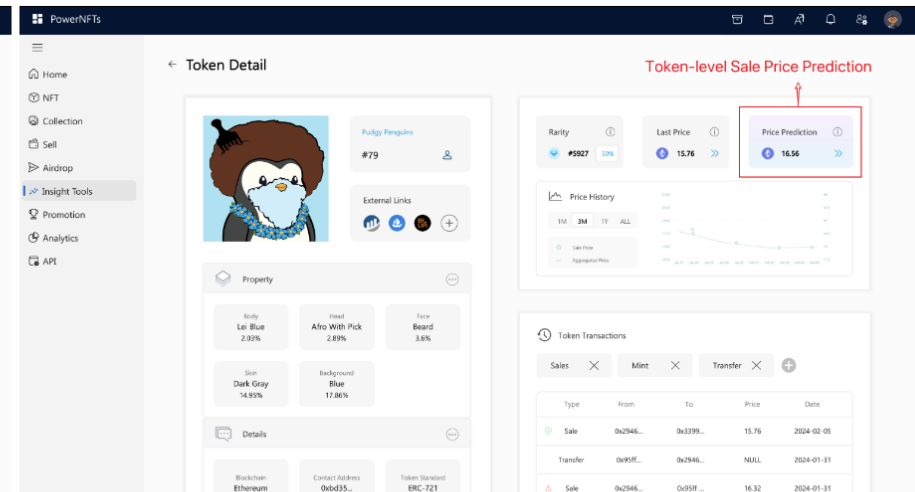 PowerNFTs
Home
NFT
Collection
Sell
Airdrop
Insight Tools
Promotion
Analytics
API
← Token Detail
Token-level Sale Price Prediction
Pudgy Penguins
#79
External Links
Property
Body
Lei Blue
2.03%
Head
Afro With Pick
2.89%
Face
Beard
3.6%
Skin
Dark Gray
14.95%
Background
Blue
17.86%
Details
Blockchain
Ethereum
Contact Address
0xbd35...
Token Standard
ERC-721
Rarity
#5927
Last Price
15.76
Price Prediction
16.56
Price History
1M 3M 1Y ALL
Sale Price
Aggregated Price
Token Transactions
Sales Mint Transfer
Type From To Price Date
Sale 0x2946... 0x3399... 15.76 2024-02-05
Transfer 0x95ff... 0x2946... NULL 2024-01-31
Sale 0x2946... 0x95ff ... 16.32 2024-01-31